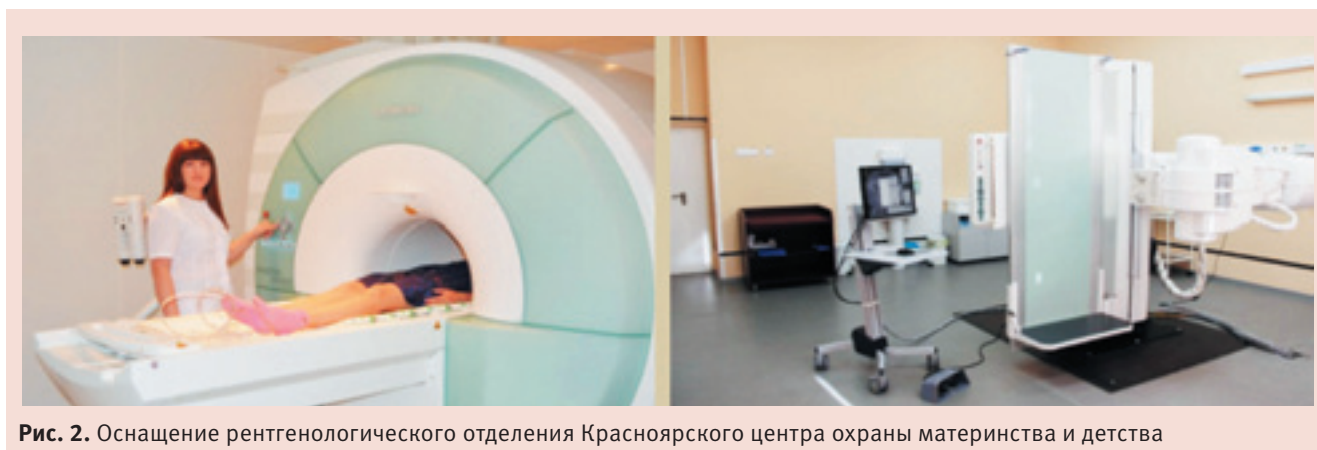 Рис. 2. Оснащение рентгенологического отделения Красноярского центра охраны материнства и детства